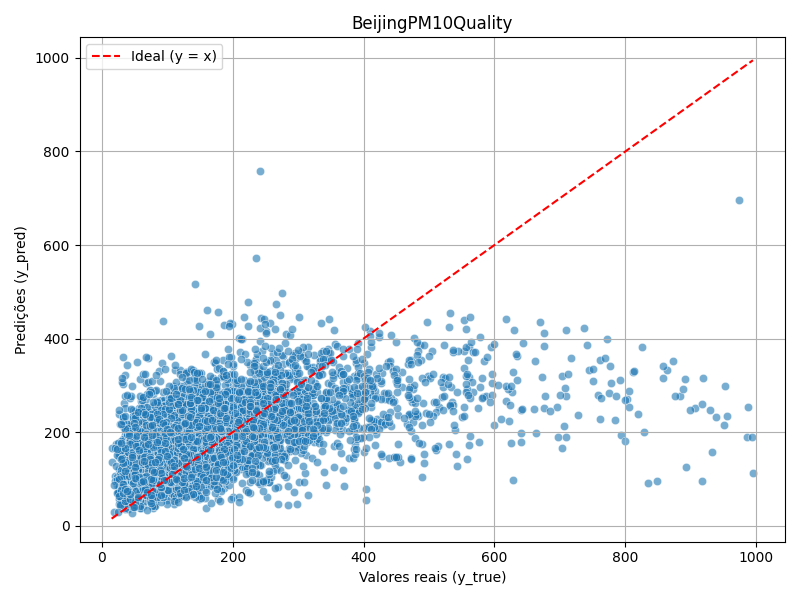 BeijingPM10Quality
Ideal (y = x)
1000
800
600
400
200
0
Predições (y_pred)
0 200 400 600 800 1000
Valores reais (y_true)